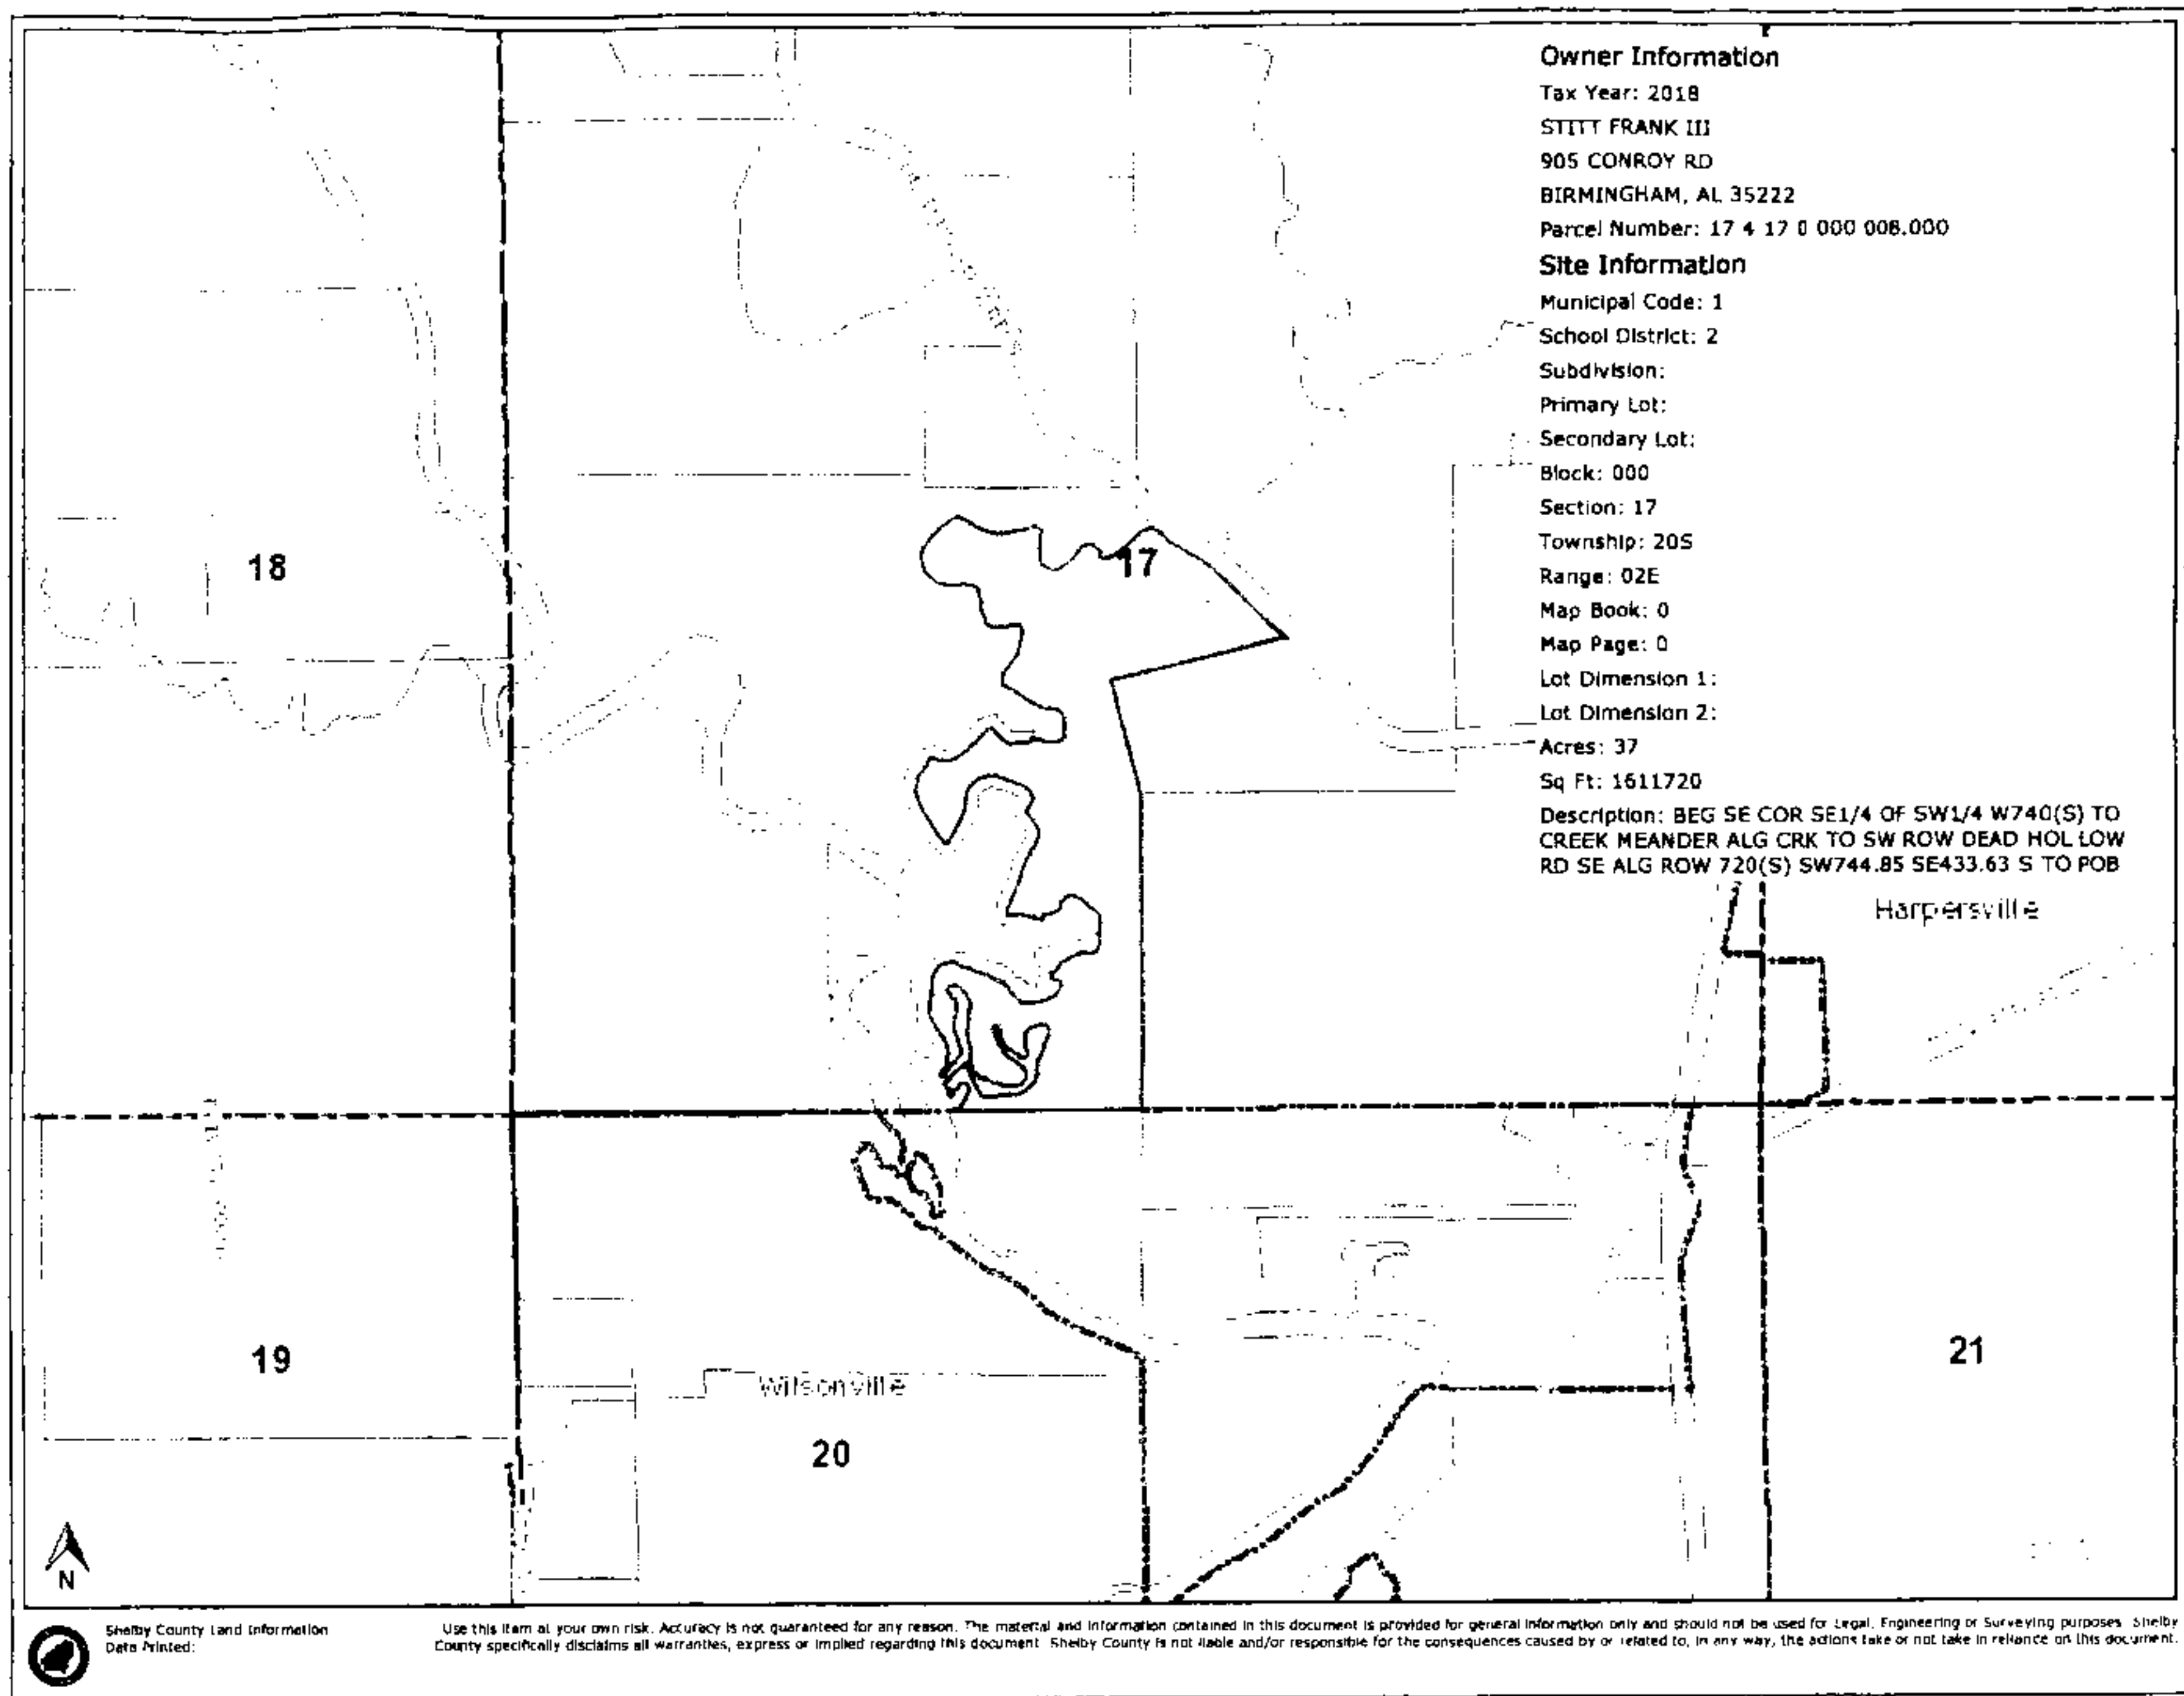 Owner Information
Tax Year: 2018
STITT FRANK III
905 CONROY RD
BIRMINGHAM, AL 35222
Parcel Number: 17 4 17 0 000 008.000
Site Information
Municipal Code: 1
School District: 2
Subdivision:
Primary Lot:
Secondary Lot:
Block: 000
Section: 17
Township: 20S
Range: 02E
Map Book: 0
Map Page: 0
Lot Dimension 1:
Lot Dimension 2:
Acres: 37
Sq Ft: 1611720
Description: BEG SE COR SE1/4 OF SW1/4 W740(S) TO
CREEK MEANDER ALG CRK TO SW ROW DEAD HOLLOW
RD SE ALG ROW 720(S) SW744.85 SE433.63 S TO POB
18
17
Harpersville
19
Wilsonville
20
21
N
Shelby County Land Information
Date Printed:
Use this item at your own risk. Accuracy is not guaranteed for any reason. The material and information contained in this document is provided for general information only and should not be used for Legal, Engineering or Surveying purposes. Shelby
County specifically disclaims all warranties, express or implied regarding this document. Shelby County is not liable and/or responsible for the consequences caused by or related to, in any way, the actions take or not take in reliance on this document.